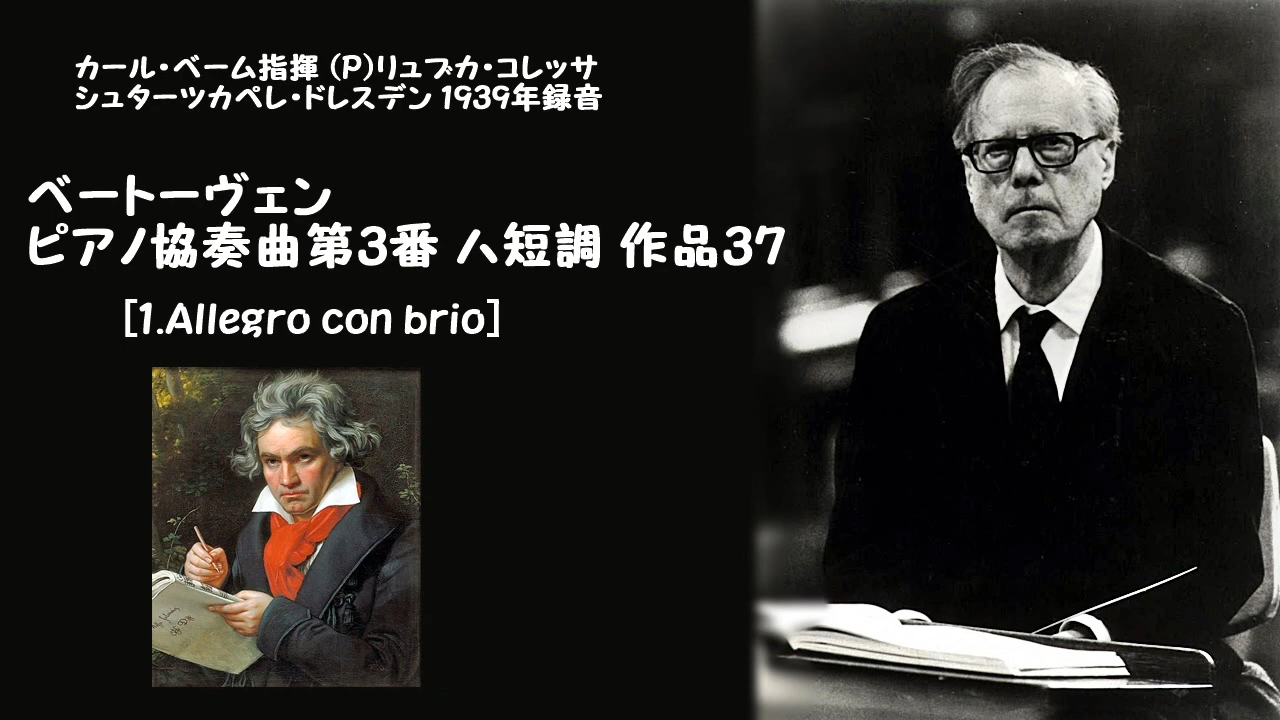 カール・ベーム指揮 (P)リュブカ・コレッサ
シュターツカペレ・ドレスデン 1939年録音
ベートーヴェン
ピアノ協奏曲第3番 ハ短調 作品37
[1.Allegro con brio]